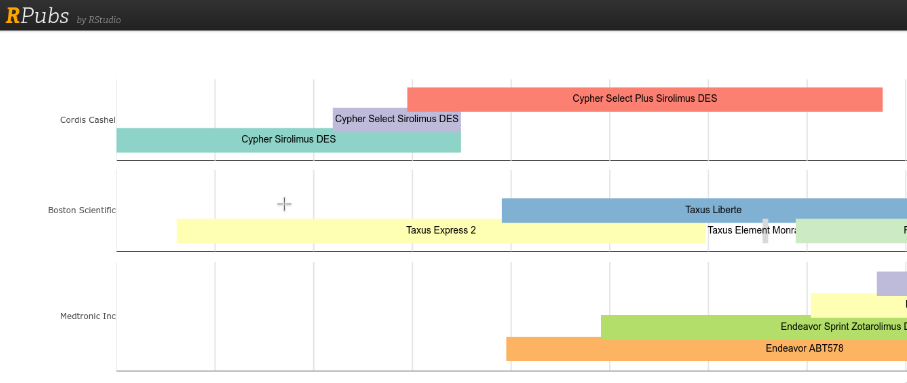 RPubs by RStudio
Cypher Select Plus Sirolimus DES
Cordis Cashel
Cypher Select Sirolimus DES
Cypher Sirolimus DES
Boston Scientific
Taxus Liberte
Taxus Express 2
Taxus Element Monra
Medtronic Inc
Endeavor Sprint Zotarolimus D
Endeavor ABT578